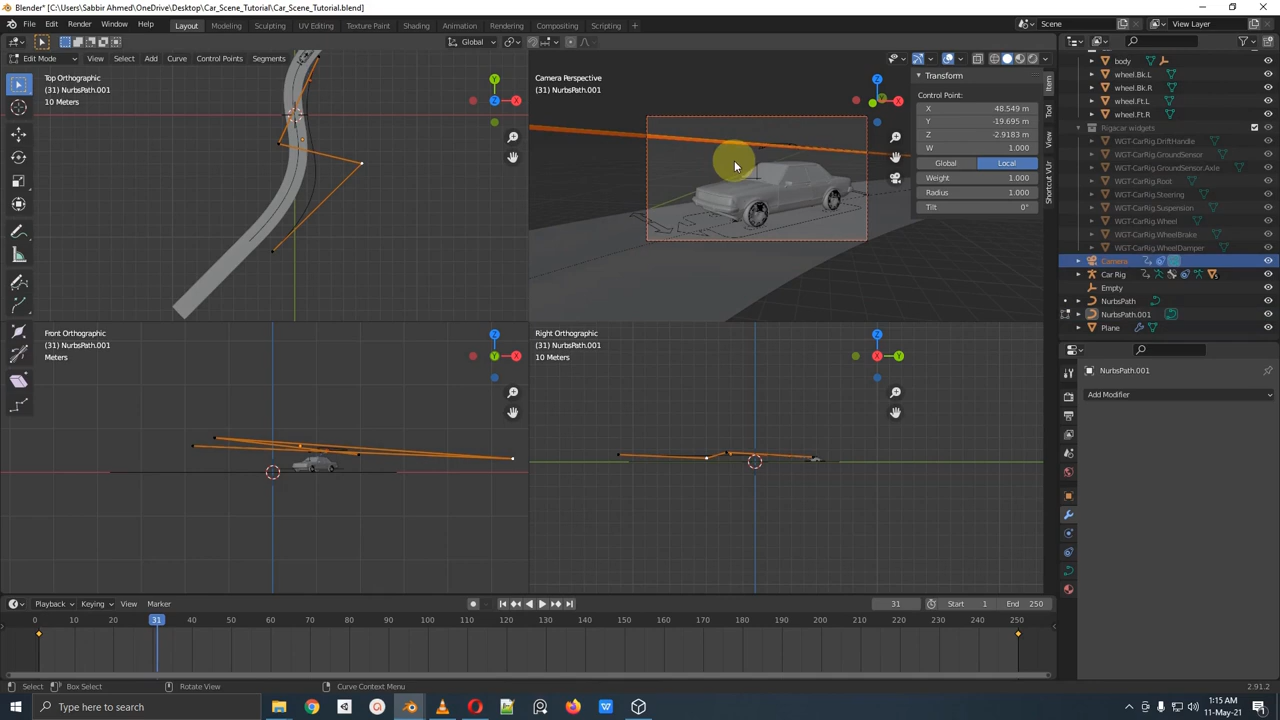 Blender* [C:\Users\Sabbir Ahmed\OneDrive\Desktop\Car_Scene_Tutorial\Car_Scene_Tutorial.blend]
File Edit Render Window Help Layout Modeling Sculpting UV Editing Texture Paint Shading Animation Rendering Compositing Scripting + Scene View Layer
Edit Mode View Select Add Curve Control Points Segments Global
Top Orthographic
(31) NurbsPath.001
10 Meters
Camera Perspective
(31) NurbsPath.001
Transform
Control Point:
X 48.549 m
Y -19.695 m
Z -2.9183 m
W 1.000
Global Local
Weight 1.000
Radius 1.000
Tilt 0°
Item
Tool
View
Shortcut VUr
body
wheel.Bk.L
wheel.Bk.R
wheel.Ft.L
wheel.Ft.R
Rigacar widgets
WGT-CarRig.DriftHandle
WGT-CarRig.GroundSensor
WGT-CarRig.GroundSensor.Axle
WGT-CarRig.Root
WGT-CarRig.Steering
WGT-CarRig.Suspension
WGT-CarRig.Wheel
WGT-CarRig.WheelBrake
WGT-CarRig.WheelDamper
Camera
Car Rig
Empty
NurbsPath
NurbsPath.001
Plane
Front Orthographic
(31) NurbsPath.001
Meters
Right Orthographic
(31) NurbsPath.001
10 Meters
NurbsPath.001
Add Modifier
Playback Keying View Marker 31 Start 1 End 250
0 10 20 31 40 50 60 70 80 90 100 110 120 130 140 150 160 170 180 190 200 210 220 230 240 250
Select Box Select Rotate View Curve Context Menu 2.91.2
Type here to search
1:15 AM
11-May-21